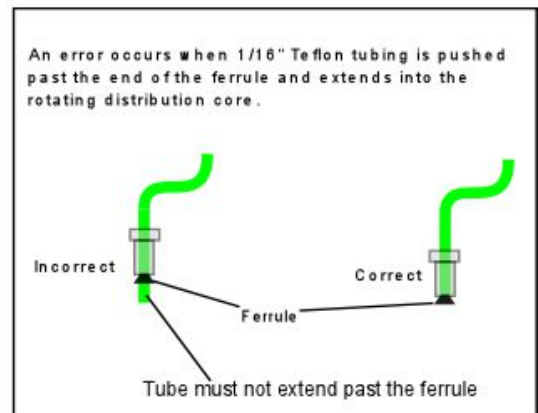 An error occurs when 1/16" Teflon tubing is pushed
past the end of the ferrule and extends into the
rotating distribution core.
Incorrect
Correct
Ferrule
Tube must not extend past the ferrule